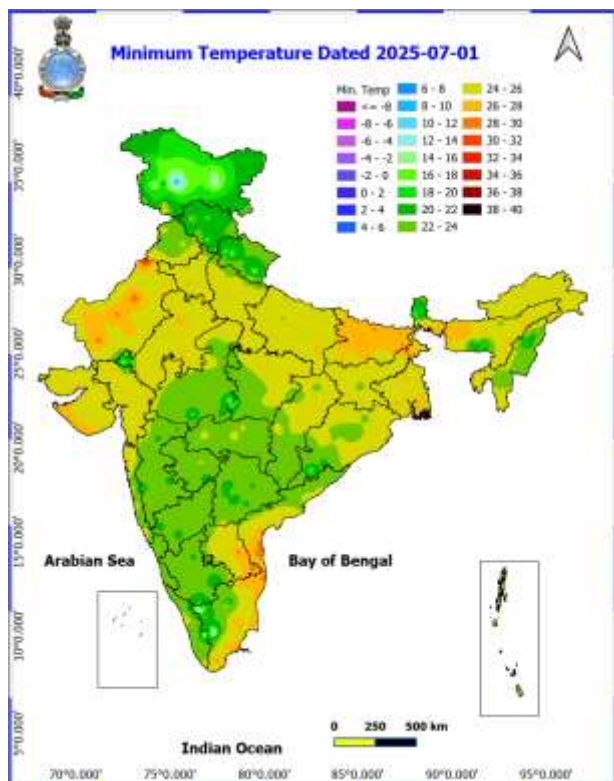 Minimum Temperature Dated 2025-07-01
Min. Temp
<= -8
-8 - -6
-6 - -4
-4 - -2
-2 - 0
0 - 2
2 - 4
4 - 6
6 - 8
8 - 10
10 - 12
12 - 14
14 - 16
16 - 18
18 - 20
20 - 22
22 - 24
24 - 26
26 - 28
28 - 30
30 - 32
32 - 34
34 - 36
36 - 38
38 - 40
40°0.000'
35°0.000'
30°0.000'
25°0.000'
20°0.000'
15°0.000'
10°0.000'
5°0.000'
Arabian Sea
Bay of Bengal
0 250 500 km
Indian Ocean
70°0.000' 75°0.000' 80°0.000' 85°0.000' 90°0.000' 95°0.000'